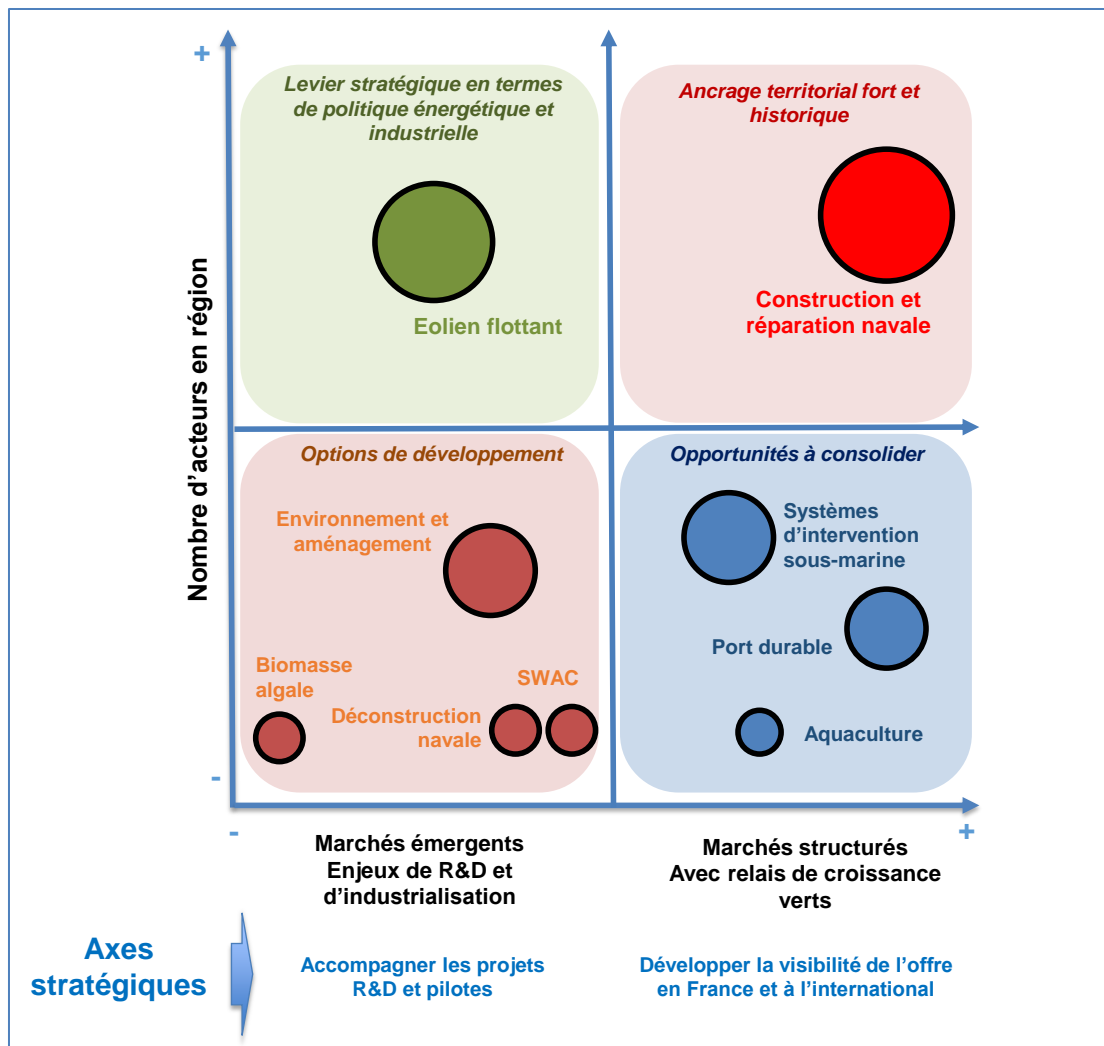 +
Levier stratégique en termes
de politique énergétique et
industrielle
Ancrage territorial fort et
historique
Eolien flottant
Construction et
réparation navale
Nombre d’acteurs en région
Options de développement
Opportunités à consolider
Environnement et
aménagement
Systèmes
d’intervention
sous-marine
Port durable
Biomasse
algale
SWAC
Déconstruction
navale
Aquaculture
-
-
+
Marchés émergents
Enjeux de R&D et
d’industrialisation
Marchés structurés
Avec relais de croissance
verts
Axes
stratégiques
Accompagner les projets
R&D et pilotes
Développer la visibilité de l’offre
en France et à l’international